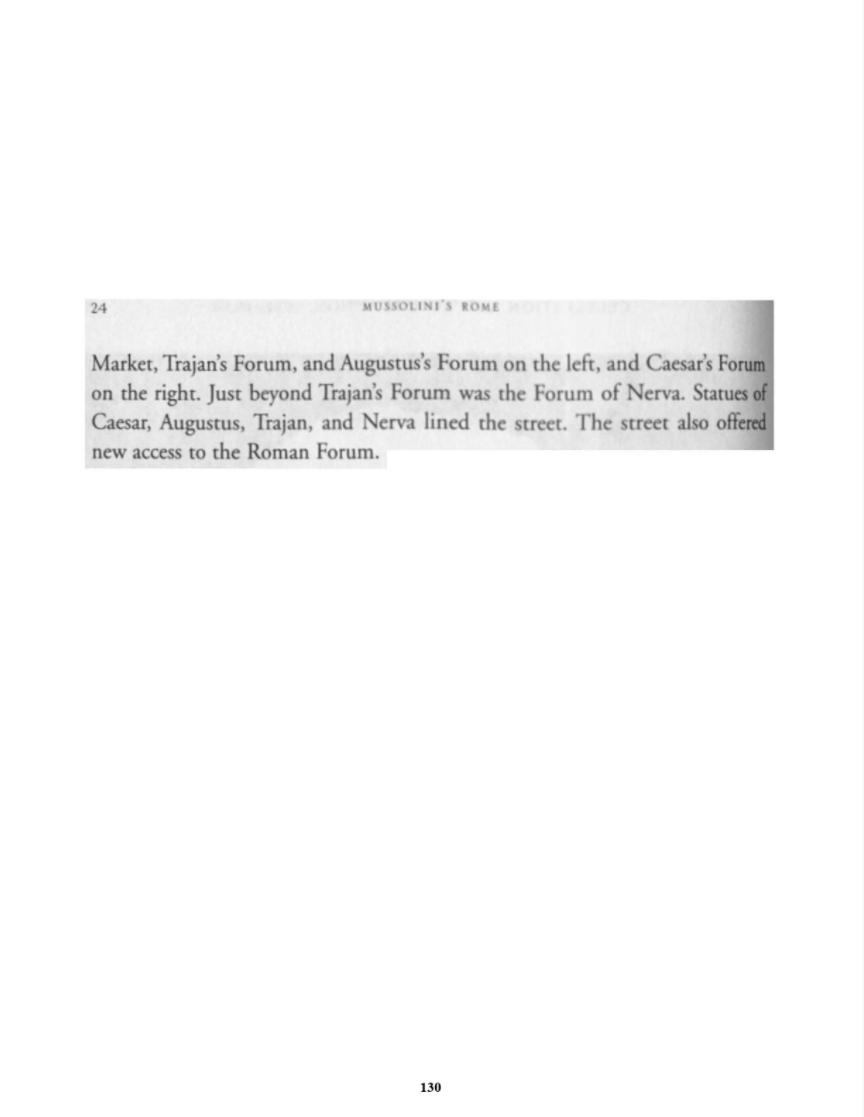 24
MUSSOLINI'S ROME
Market, Trajan's Forum, and Augustus's Forum on the left, and Caesar's Forum
on the right. Just beyond Trajan's Forum was the Forum of Nerva. Statues of
Caesar, Augustus, Trajan, and Nerva lined the street. The street also offered
new access to the Roman Forum.
130